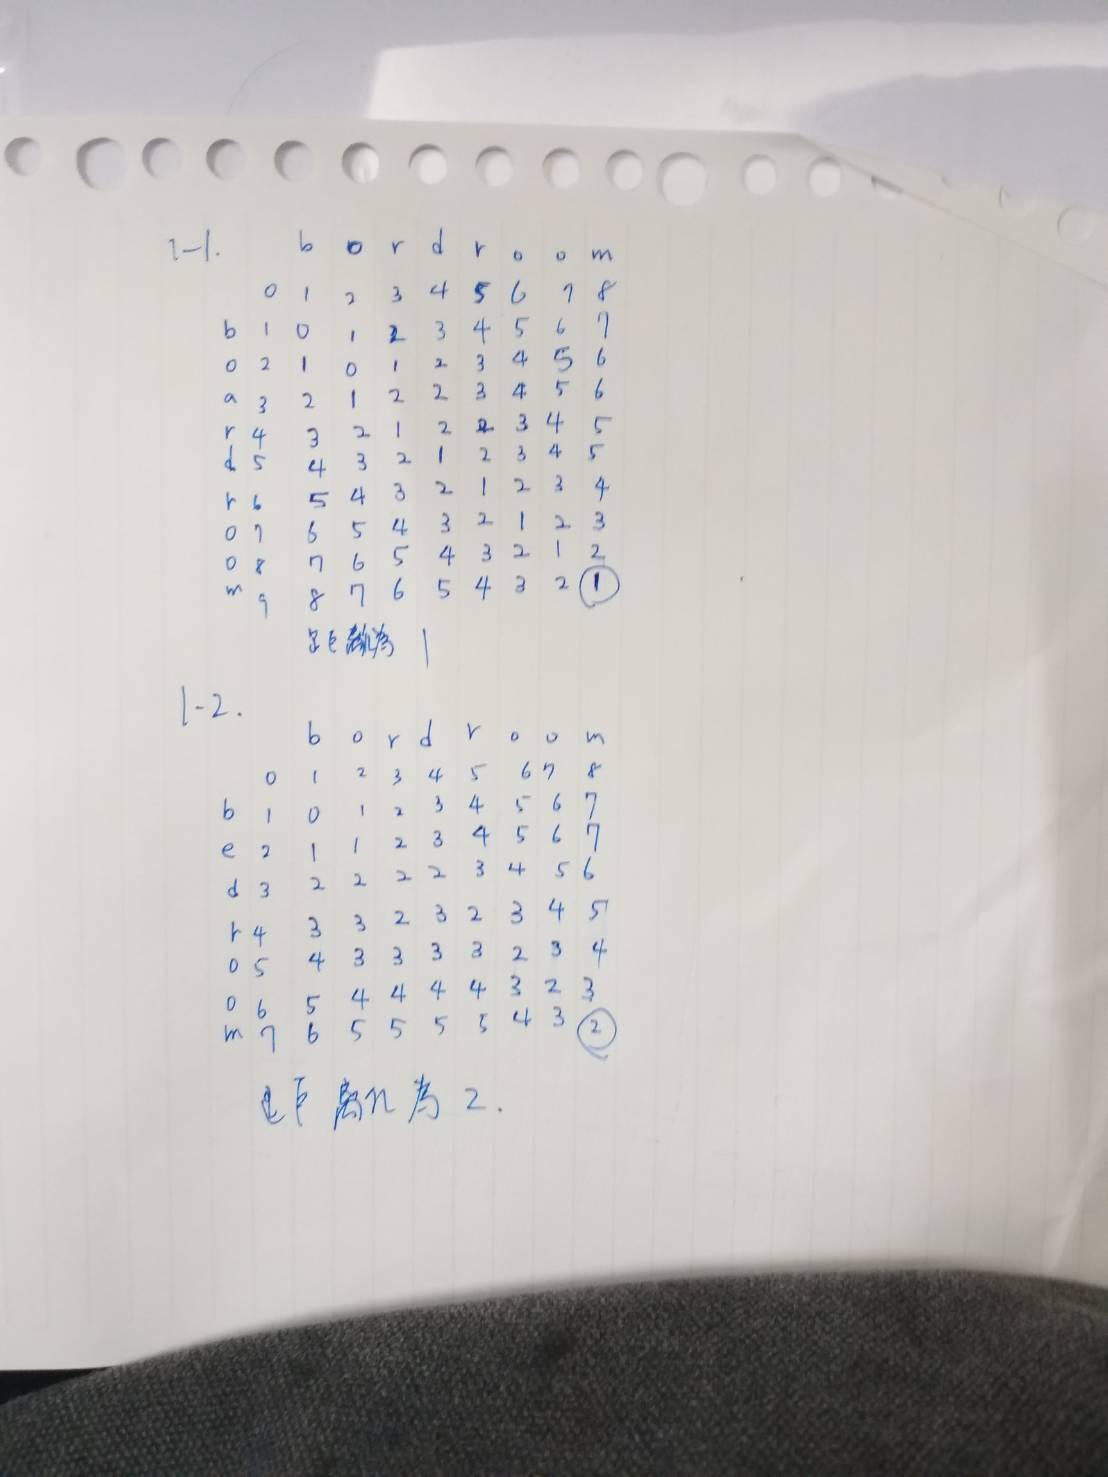 1-1. b o r d r o o m
0 1 2 3 4 5 6 7 8
b 1 0 1 2 3 4 5 6 7
o 2 1 0 1 2 3 4 5 6
a 3 2 1 2 2 3 4 5 6
r 4 3 2 1 2 2 3 4 5
d 5 4 3 2 1 2 3 4 5
r 6 5 4 3 2 1 2 3 4
o 7 6 5 4 3 2 1 2 3
o 8 7 6 5 4 3 2 1 2
m 9 8 7 6 5 4 3 2 1
距離為 1
1-2.
b o r d r o o m
0 1 2 3 4 5 6 7 8
b 1 0 1 2 3 4 5 6 7
e 2 1 1 2 3 4 5 6 7
d 3 2 2 2 2 3 4 5 6
r 4 3 3 2 3 2 3 4 5
o 5 4 3 3 3 3 2 3 4
o 6 5 4 4 4 4 3 2 3
m 7 6 5 5 5 5 4 3 2
距離為 2.